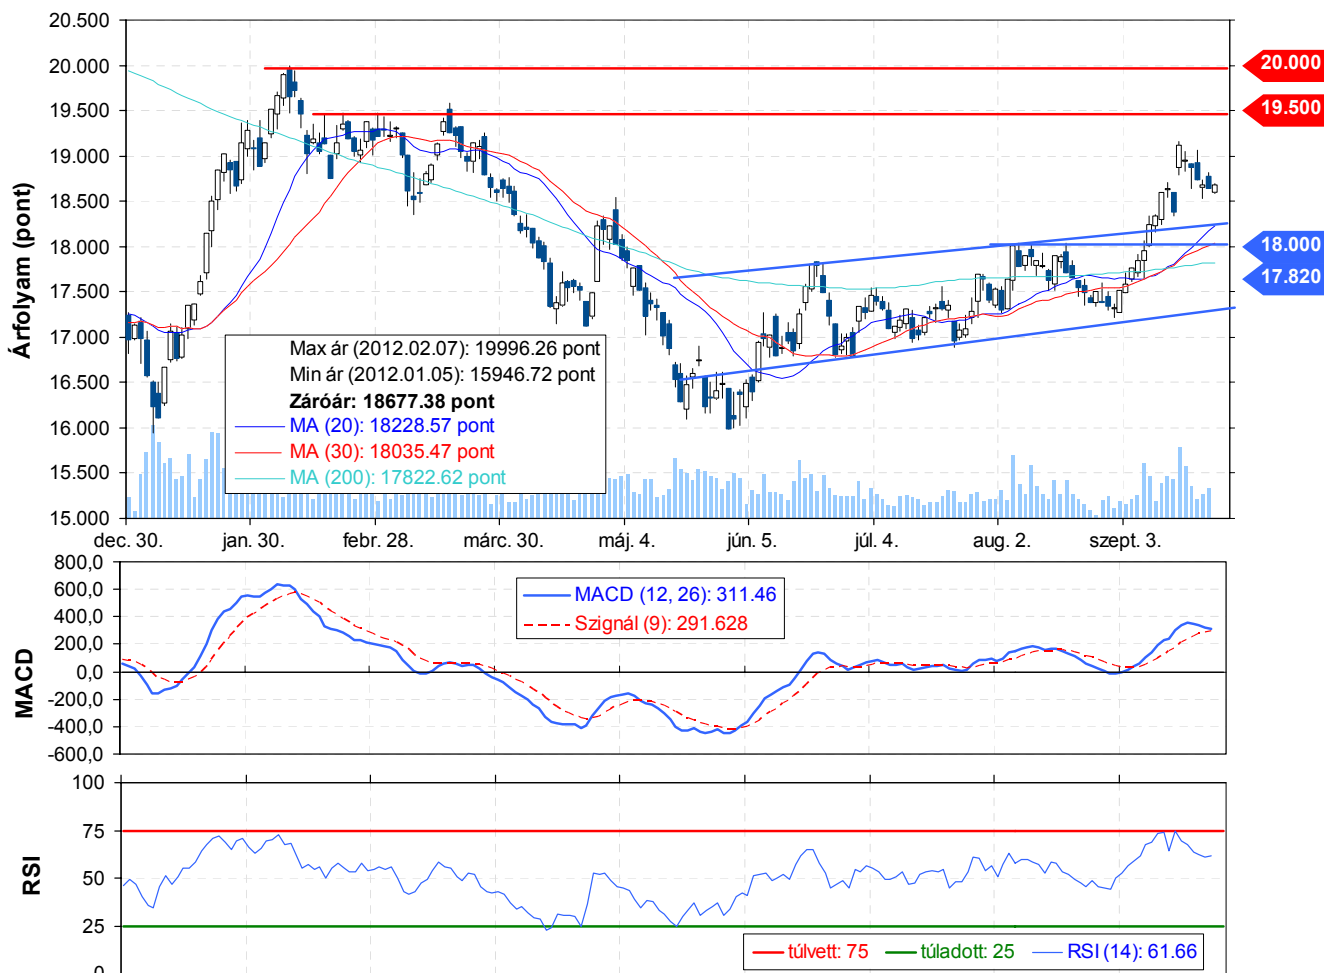 20.500
20.000
19.500
19.000
18.500
18.000
17.500
17.000
16.500
16.000
15.500
15.000
Árfolyam (pont)
20.000
19.500
18.000
17.820
Max ár (2012.02.07): 19996.26 pont
Min ár (2012.01.05): 15946.72 pont
Záróár: 18677.38 pont
MA (20): 18228.57 pont
MA (30): 18035.47 pont
MA (200): 17822.62 pont
dec. 30. jan. 30. febr. 28. márc. 30. máj. 4. jún. 5. júl. 4. aug. 2. szept. 3.
800,0
600,0
400,0
200,0
0,0
-200,0
-400,0
-600,0
MACD
MACD (12, 26): 311.46
Szignál (9): 291.628
100
75
50
25
0
RSI
túlvett: 75 túladott: 25 RSI (14): 61.66